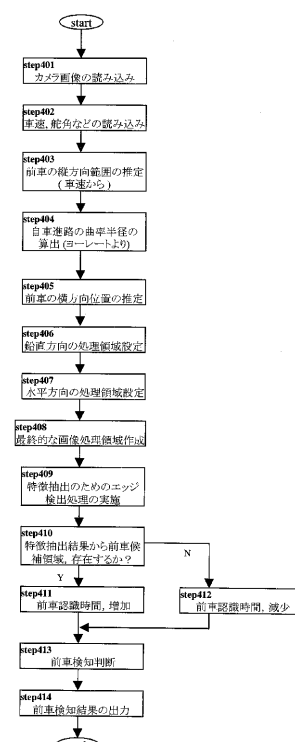 start
step401
カメラ画像の読み込み
step402
車速、舵角などの読み込み
step403
前車の縦方向範囲の推定
(車速から)
step404
自車進路の曲率半径の
算出(ヨーレートより)
step405
前車の横方向位置の推定
step406
鉛直方向の処理領域設定
step407
水平方向の処理領域設定
step408
最終的な画像処理領域作成
step409
特徴抽出のためのエッジ
検出処理の実施
step410
特徴抽出結果から前車候
補領域, 存在するか?
N
Y
step411
前車認識時間, 増加
step412
前車認識時間, 減少
step413
前車検知判断
step414
前車検知結果の出力